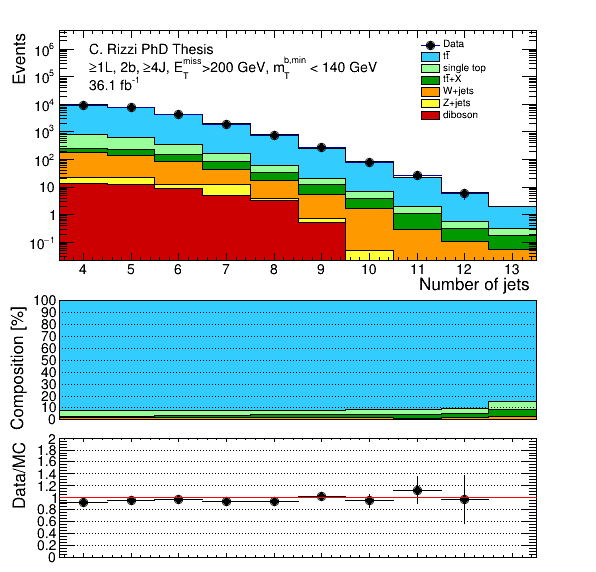 Events
10^6
10^5
10^4
10^3
10^2
10
1
10^-1
C. Rizzi PhD Thesis
≥1L, 2b, ≥4J, E_T^miss>200 GeV, m_T^b,min < 140 GeV
36.1 fb^-1
Data
tt̄
single top
tt̄+X
W+jets
Z+jets
diboson
4 5 6 7 8 9 10 11 12 13
Number of jets
Composition [%]
100
90
80
70
60
50
40
30
20
10
0
Data/MC
2
1.8
1.6
1.4
1.2
1
0.8
0.6
0.4
0.2
0